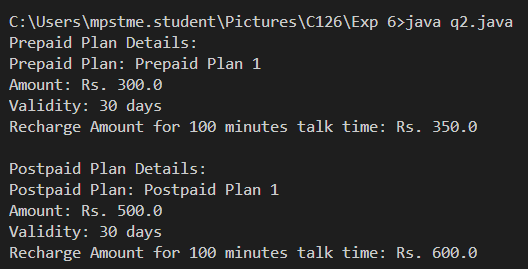 C:\Users\mpstme.student\Pictures\C126\Exp 6>java q2.java
Prepaid Plan Details:
Prepaid Plan: Prepaid Plan 1
Amount: Rs. 300.0
Validity: 30 days
Recharge Amount for 100 minutes talk time: Rs. 350.0

Postpaid Plan Details:
Postpaid Plan: Postpaid Plan 1
Amount: Rs. 500.0
Validity: 30 days
Recharge Amount for 100 minutes talk time: Rs. 600.0